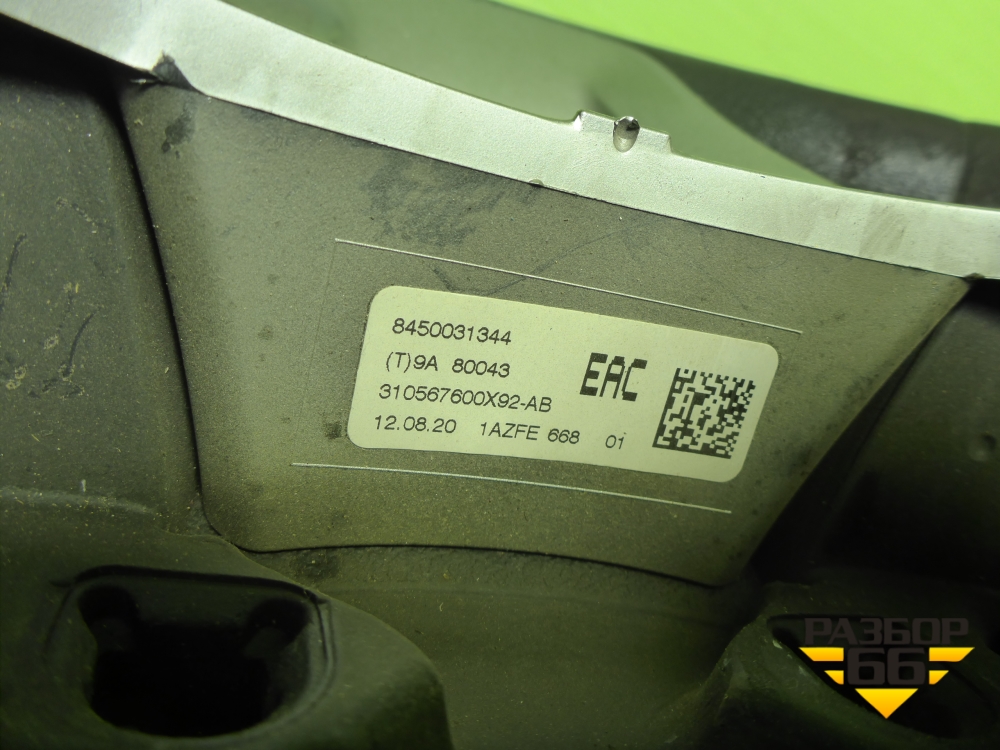 8450031344
(T)9A 80043
EAC
310567600X92-AB
12.08.20 1AZFE 668 01
РАЗБОР
66